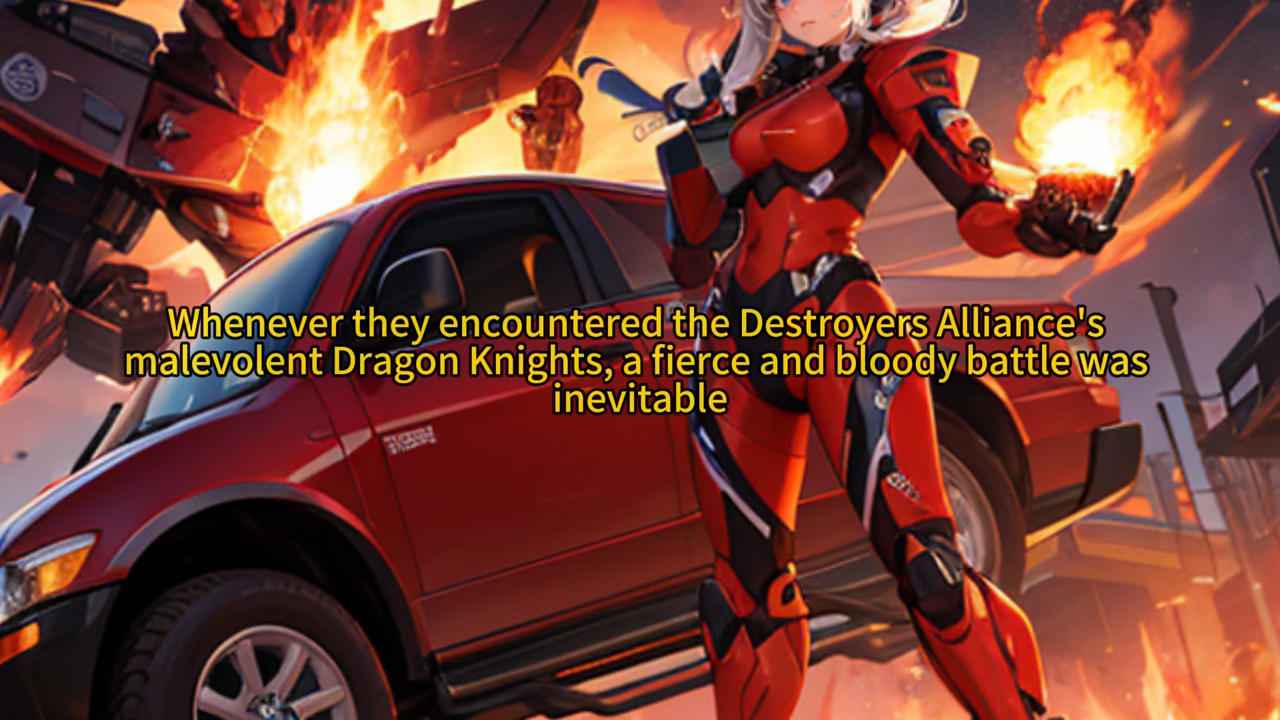 Whenever they encountered the Destroyers Alliance's
malevolent Dragon Knights, a fierce and bloody battle was
inevitable